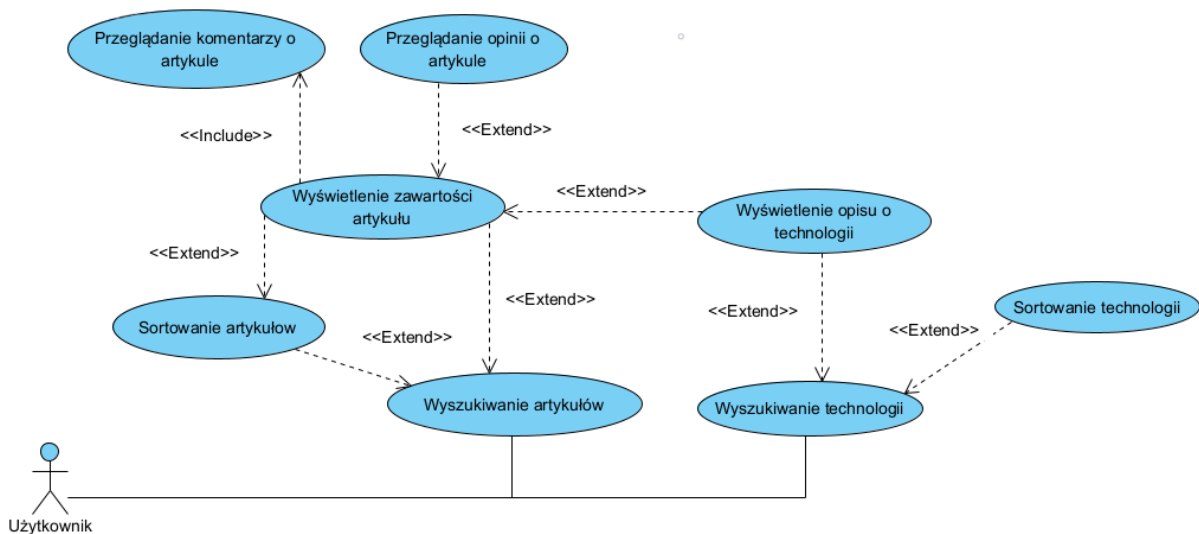 Przeglądanie komentarzy o
artykule
Przeglądanie opinii o
artykule
<<Include>>
<<Extend>>
Wyświetlenie zawartości
artykułu
<<Extend>>
Wyświetlenie opisu o
technologii
<<Extend>>
<<Extend>>
<<Extend>>
Sortowanie technologii
Sortowanie artykułow
<<Extend>>
<<Extend>>
Wyszukiwanie artykułów
Wyszukiwanie technologii
Użytkownik